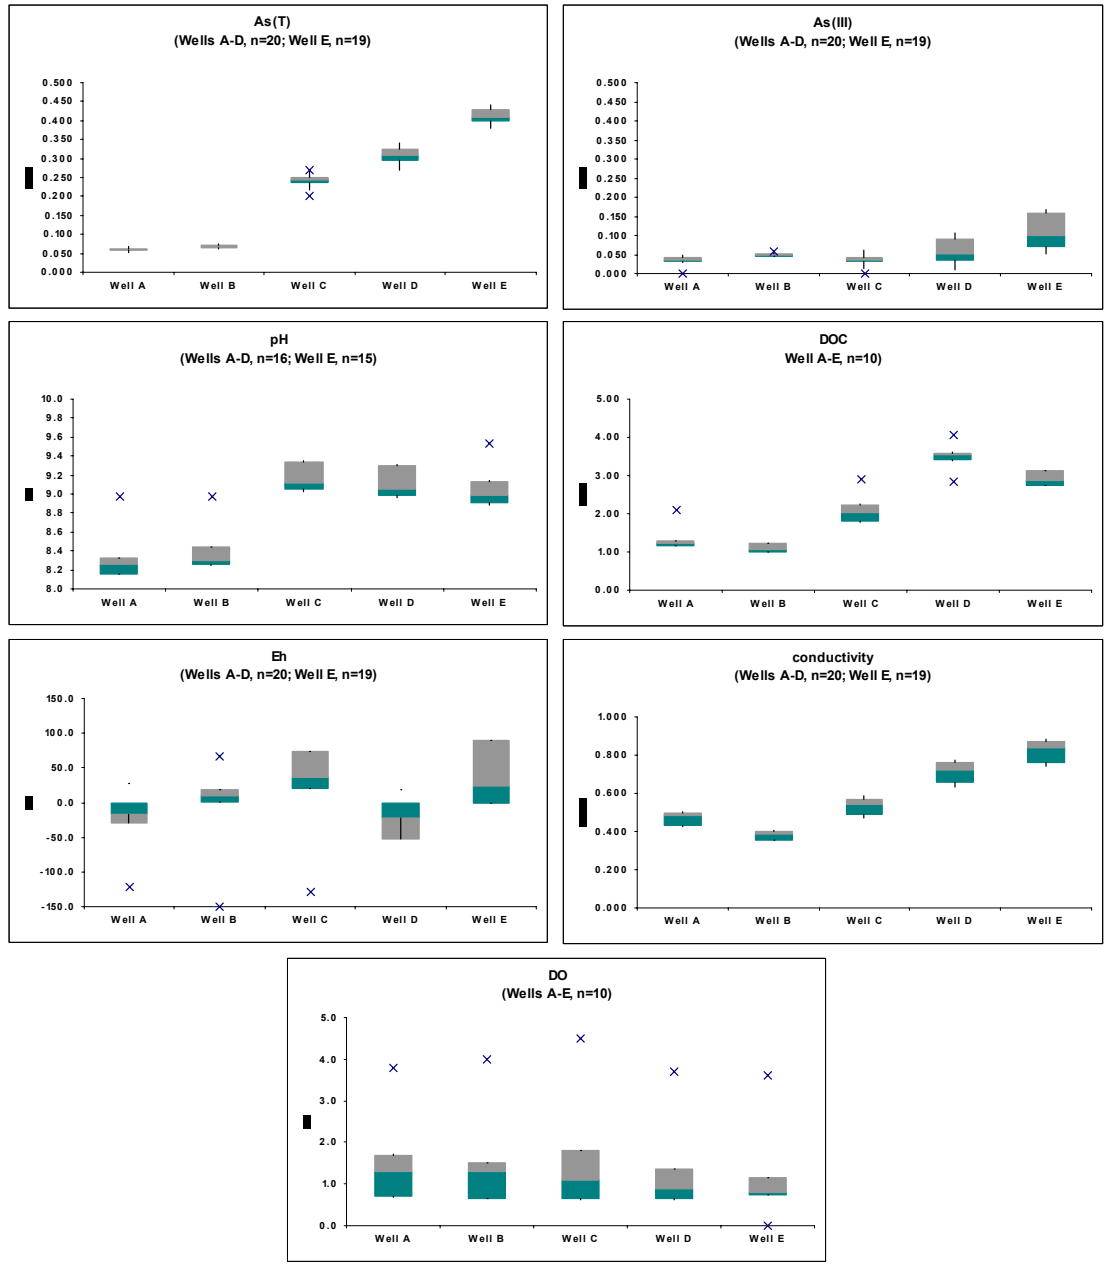 As(T)
(Wells A-D, n=20; Well E, n=19)
0.500
0.450
0.400
0.350
0.300
0.250
0.200
0.150
0.100
0.050
0.000
Well A Well B Well C Well D Well E
As(III)
(Wells A-D, n=20; Well E, n=19)
0.500
0.450
0.400
0.350
0.300
0.250
0.200
0.150
0.100
0.050
0.000
Well A Well B Well C Well D Well E
pH
(Wells A-D, n=16; Well E, n=15)
10.0
9.8
9.6
9.4
9.2
9.0
8.8
8.6
8.4
8.2
8.0
Well A Well B Well C Well D Well E
DOC
Well A-E, n=10)
5.00
4.00
3.00
2.00
1.00
0.00
Well A Well B Well C Well D Well E
Eh
(Wells A-D, n=20; Well E, n=19)
150.0
100.0
50.0
0.0
-50.0
-100.0
-150.0
Well A Well B Well C Well D Well E
conductivity
(Wells A-D, n=20; Well E, n=19)
1.000
0.800
0.600
0.400
0.200
0.000
Well A Well B Well C Well D Well E
DO
(Wells A-E, n=10)
5.0
4.0
3.0
2.0
1.0
0.0
Well A Well B Well C Well D Well E